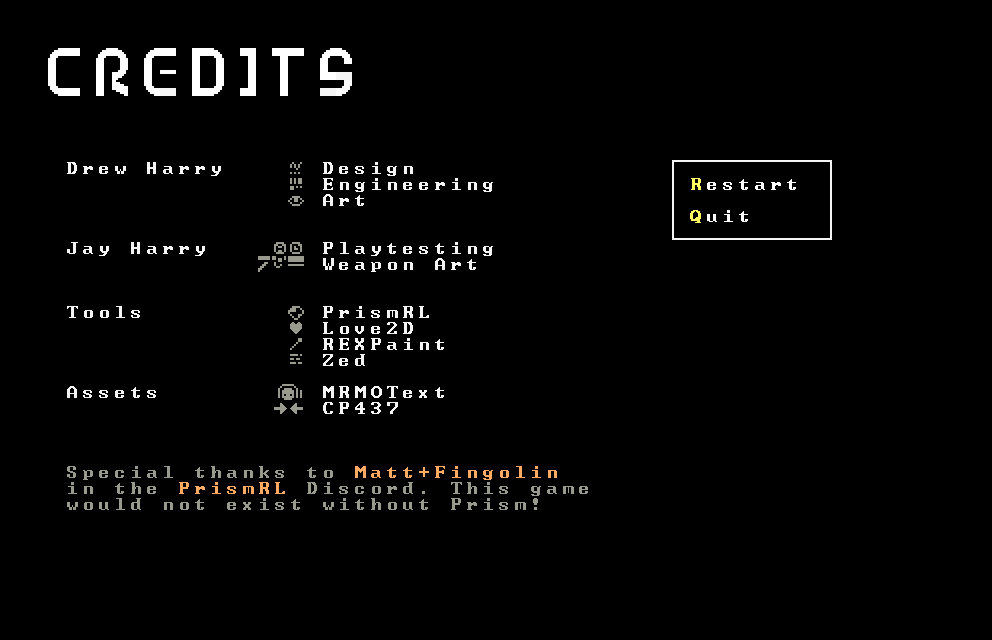 CREDITS
Drew Harry Design
Engineering
Art
Restart
Quit
Jay Harry Playtesting
Weapon Art
Tools PrismRL
Love2D
REXPaint
Zed
Assets MRMOText
CP437
Special thanks to Matt+Fingolin
in the PrismRL Discord. This game
would not exist without Prism!